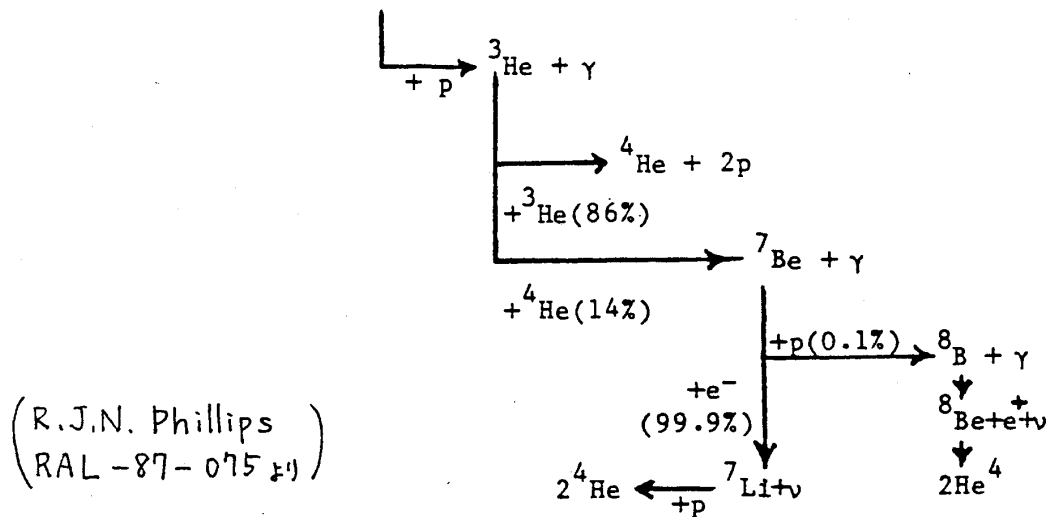 + p ³He + γ
⁴He + 2p
+³He(86%)
⁷Be + γ
+⁴He(14%)
+p(0.1%) ⁸B + γ
+e⁻
(99.9%)
⁸Be+e⁺+ν
2⁴He +p ⁷Li+ν 2He⁴
(R.J.N. Phillips
RAL-87-075より)